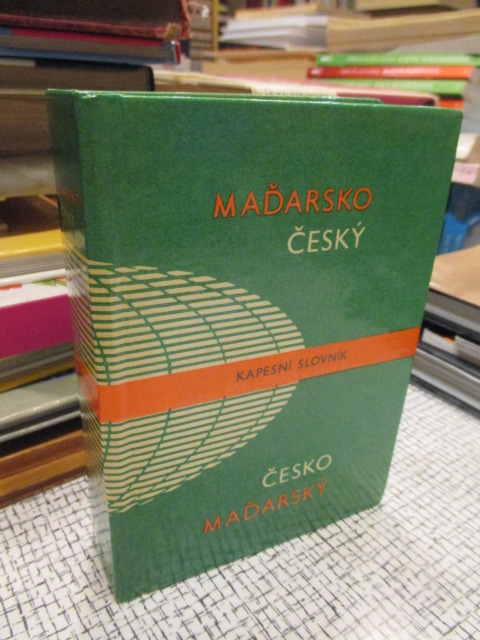 MAĎARSKO
ČESKÝ
KAPESNÍ SLOVNÍK
ČESKO
MAĎARSKÝ